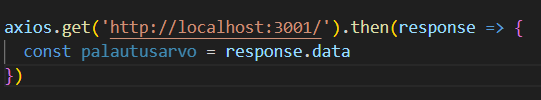 axios.get('http://localhost:3001/').then(response => {
  const palautusarvo = response.data
})